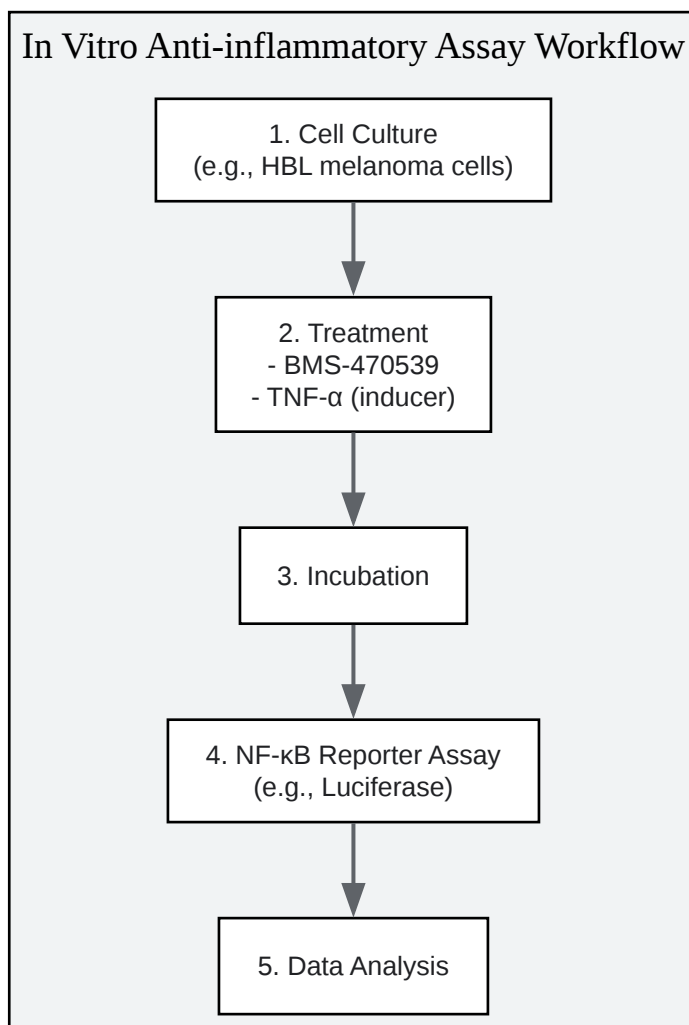 In Vitro Anti-inflammatory Assay Workflow
1. Cell Culture
(e.g., HBL melanoma cells)
2. Treatment
- BMS-470539
- TNF-α (inducer)
3. Incubation
4. NF-κB Reporter Assay
(e.g., Luciferase)
5. Data Analysis